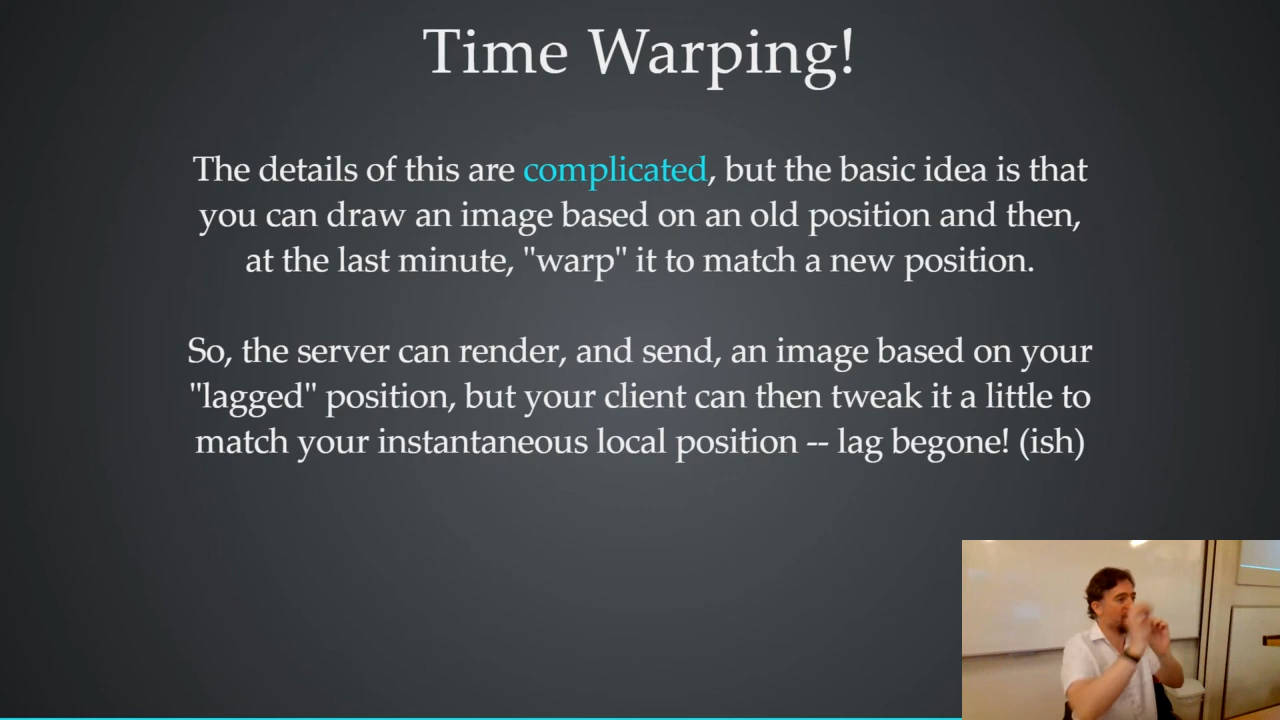 Time Warping!
The details of this are complicated, but the basic idea is that
you can draw an image based on an old position and then,
at the last minute, "warp" it to match a new position.
So, the server can render, and send, an image based on your
"lagged" position, but your client can then tweak it a little to
match your instantaneous local position -- lag begone! (ish)